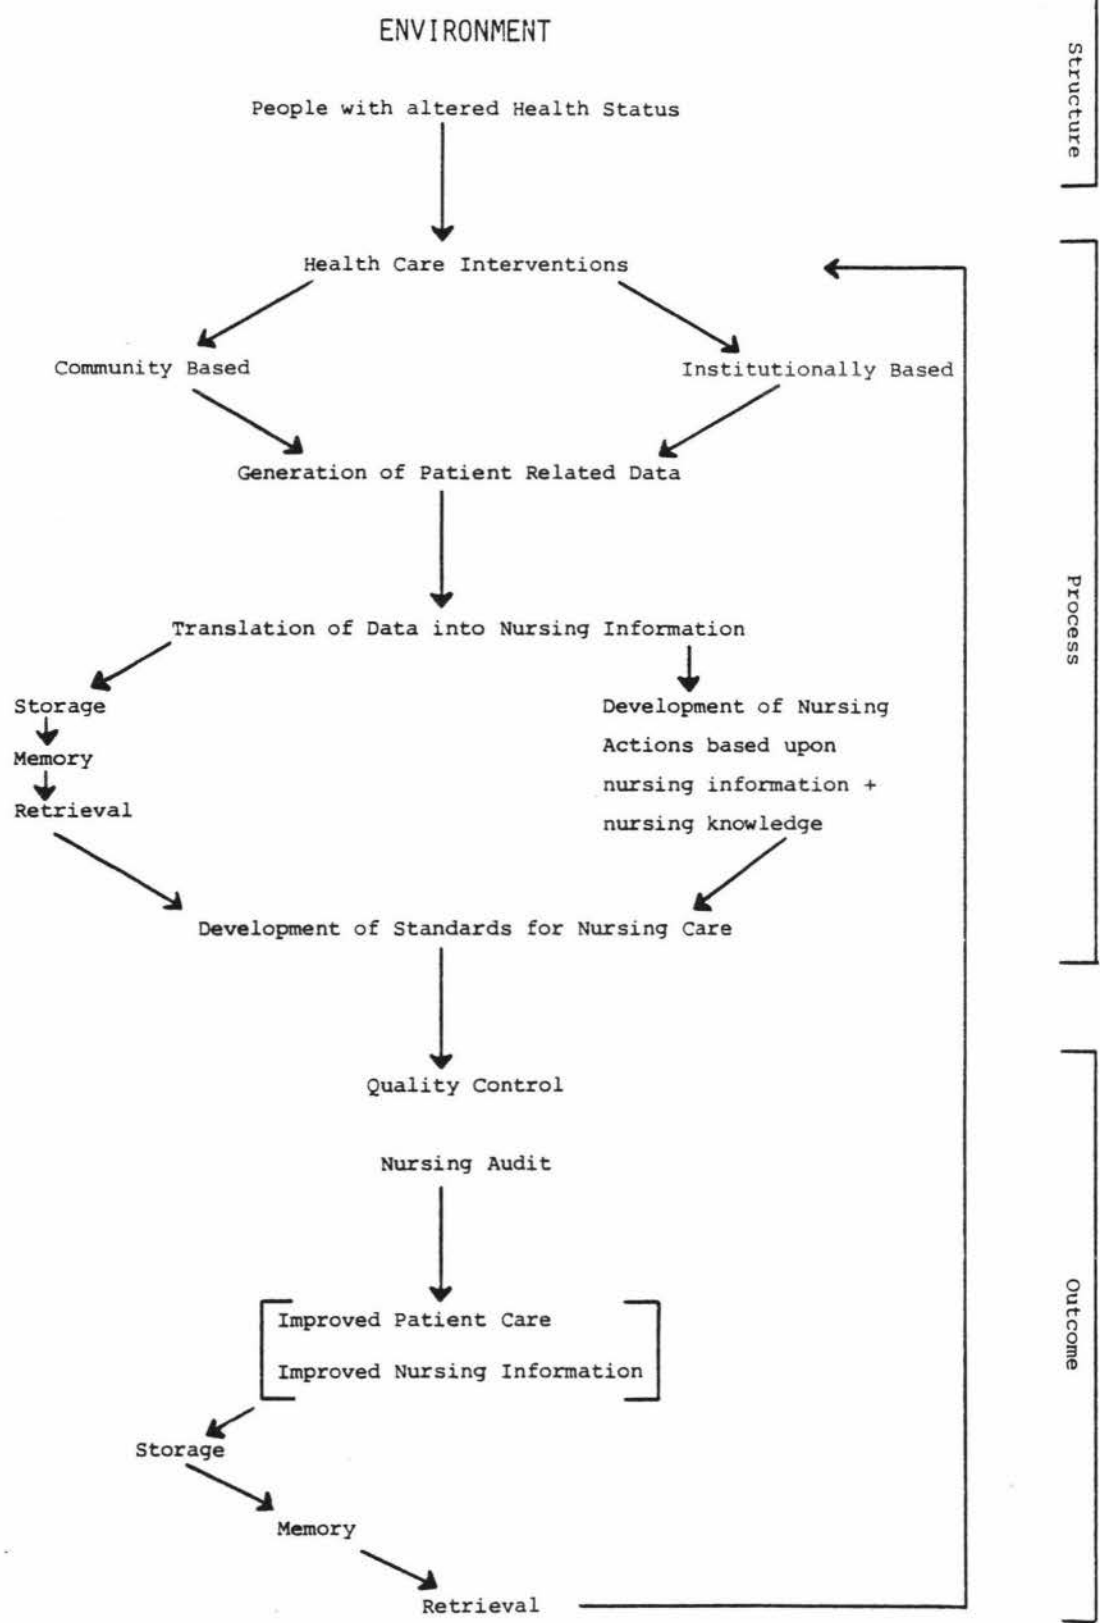 ENVIRONMENT
People with altered Health Status
Structure
Health Care Interventions
Community Based
Institutionally Based
Generation of Patient Related Data
Process
Translation of Data into Nursing Information
Storage
Memory
Retrieval
Development of Nursing
Actions based upon
nursing information +
nursing knowledge
Development of Standards for Nursing Care
Quality Control
Nursing Audit
Outcome
Improved Patient Care
Improved Nursing Information
Storage
Memory
Retrieval